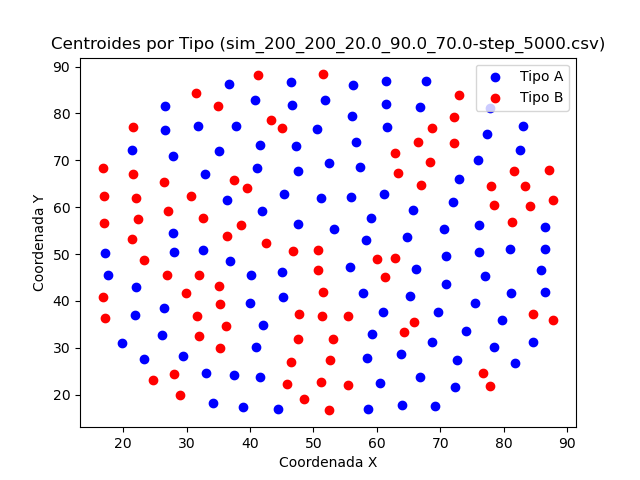 Centroides por Tipo (sim_200_200_20.0_90.0_70.0-step_5000.csv)
Tipo A
Tipo B
90
80
70
60
50
40
30
20
Coordenada Y
20 30 40 50 60 70 80 90
Coordenada X